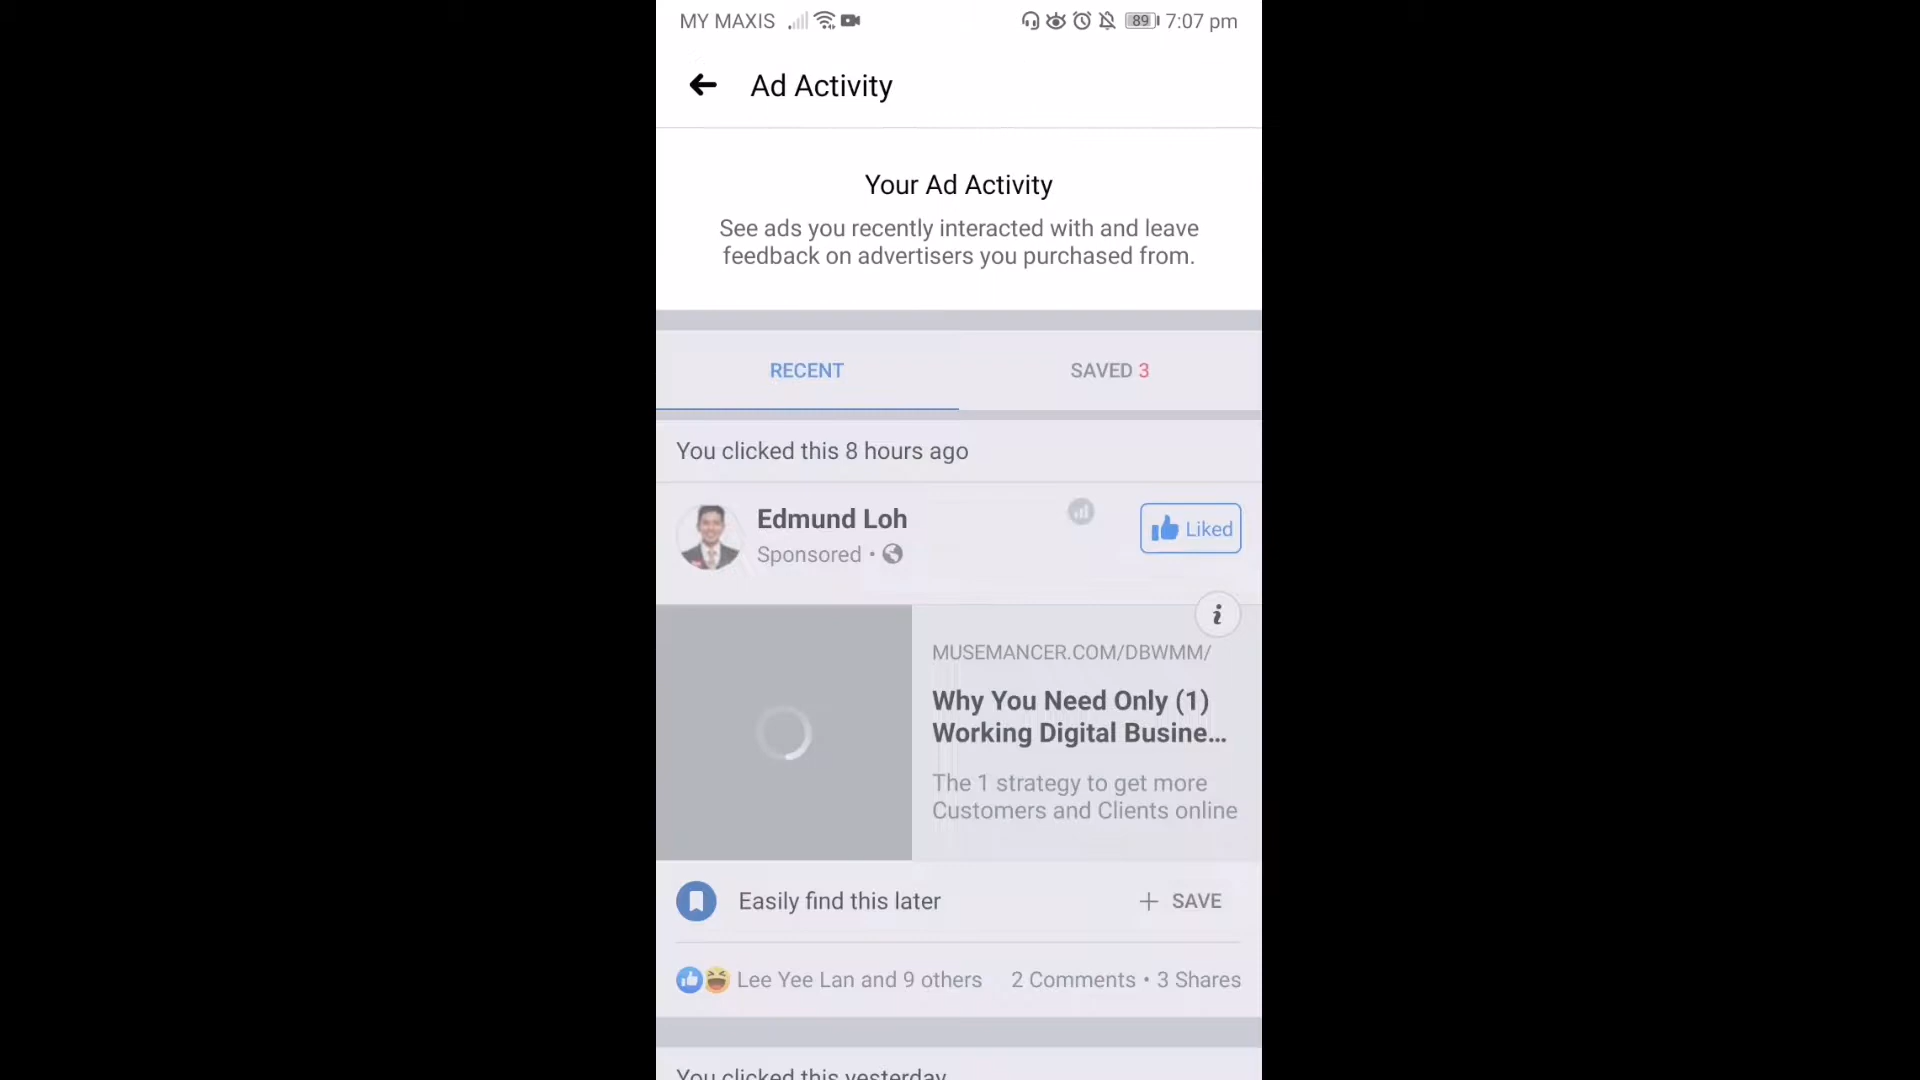 MY MAXIS
89 7:07 pm
Ad Activity
Your Ad Activity
See ads you recently interacted with and leave
feedback on advertisers you purchased from.
RECENT
SAVED 3
You clicked this 8 hours ago
Edmund Loh
Sponsored •
Liked
i
MUSEMANCER.COM/DBWMM/
Why You Need Only (1)
Working Digital Busine...
The 1 strategy to get more
Customers and Clients online
Easily find this later
+ SAVE
Lee Yee Lan and 9 others
2 Comments • 3 Shares
You clicked this yesterday